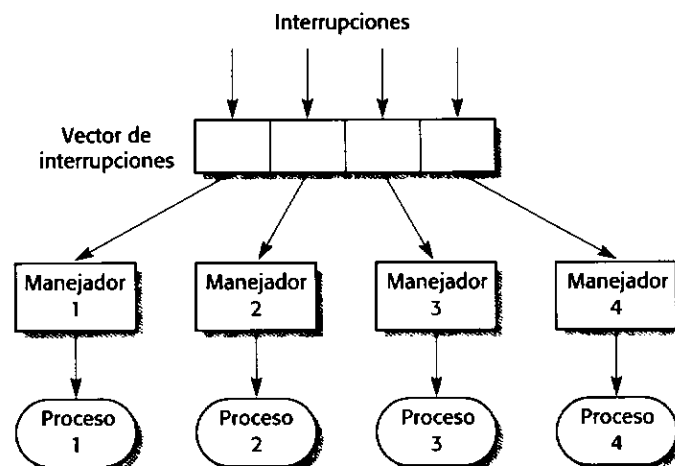 Interrupciones
Vector de
interrupciones
Manejador
1
Manejador
2
Manejador
3
Manejador
4
Proceso
1
Proceso
2
Proceso
3
Proceso
4